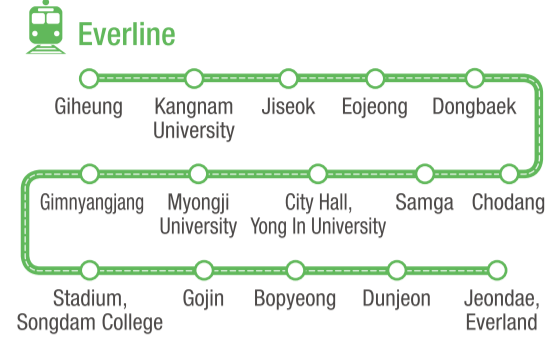 Everline
Giheung
Kangnam
University
Jiseok
Eojeong
Dongbaek
Gimnyangjang
Myongji
University
City Hall,
Yong In University
Samga
Chodang
Stadium,
Songdam College
Gojin
Bopyeong
Dunjeon
Jeondae,
Everland